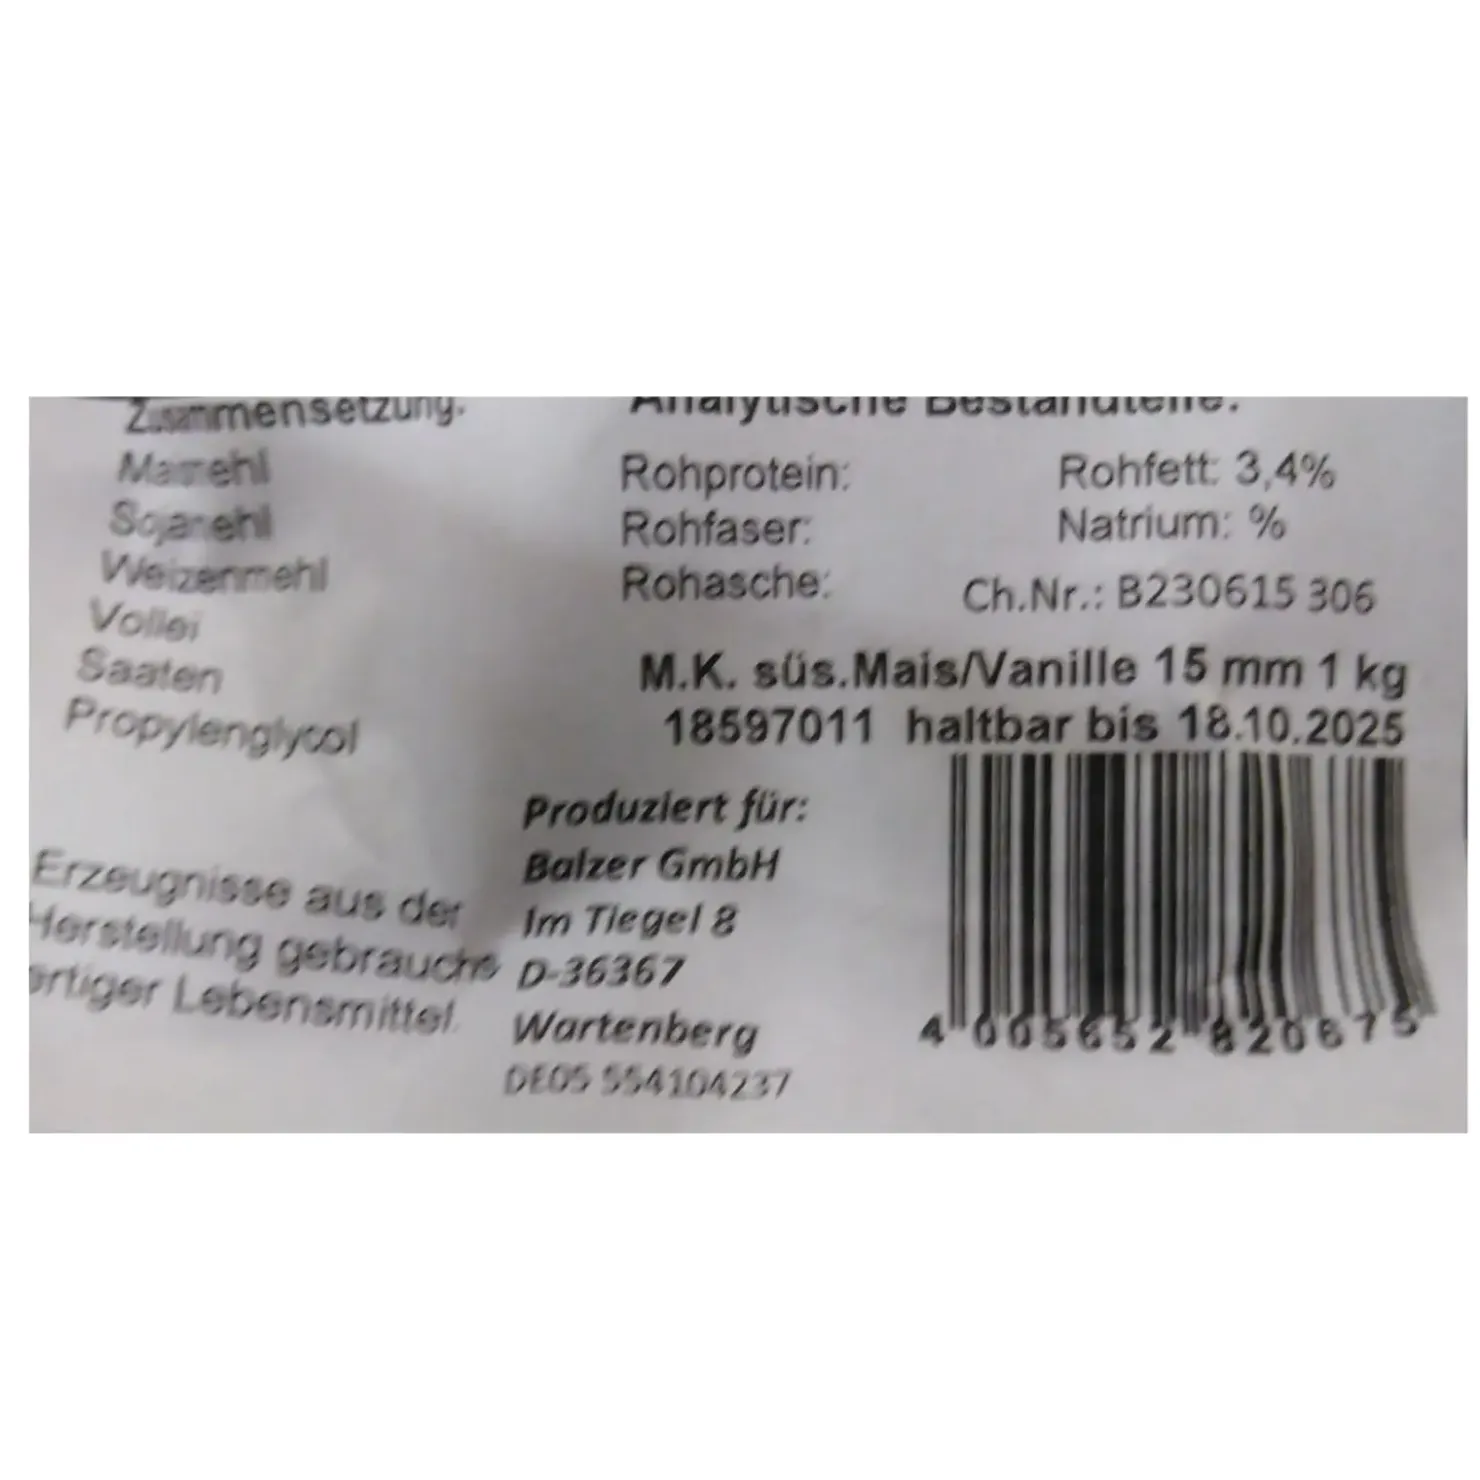 Zusammensetzung:
Maismehl
Sojamehl
Weizenmehl
Vollei
Saaten
Propylenglycol
Erzeugnisse aus der
Herstellung gebrauchs
ertiger Lebensmittel.
Analytische Bestandteile:
Rohprotein: Rohfett: 3,4%
Rohfaser: Natrium: %
Rohasche: Ch.Nr.: B230615 306
M.K. süs.Mais/Vanille 15 mm 1 kg
18597011 haltbar bis 18.10.2025
Produziert für:
Balzer GmbH
Im Tiegel 8
D-36367
Wartenberg
DE05 554104237
4 005652 820675